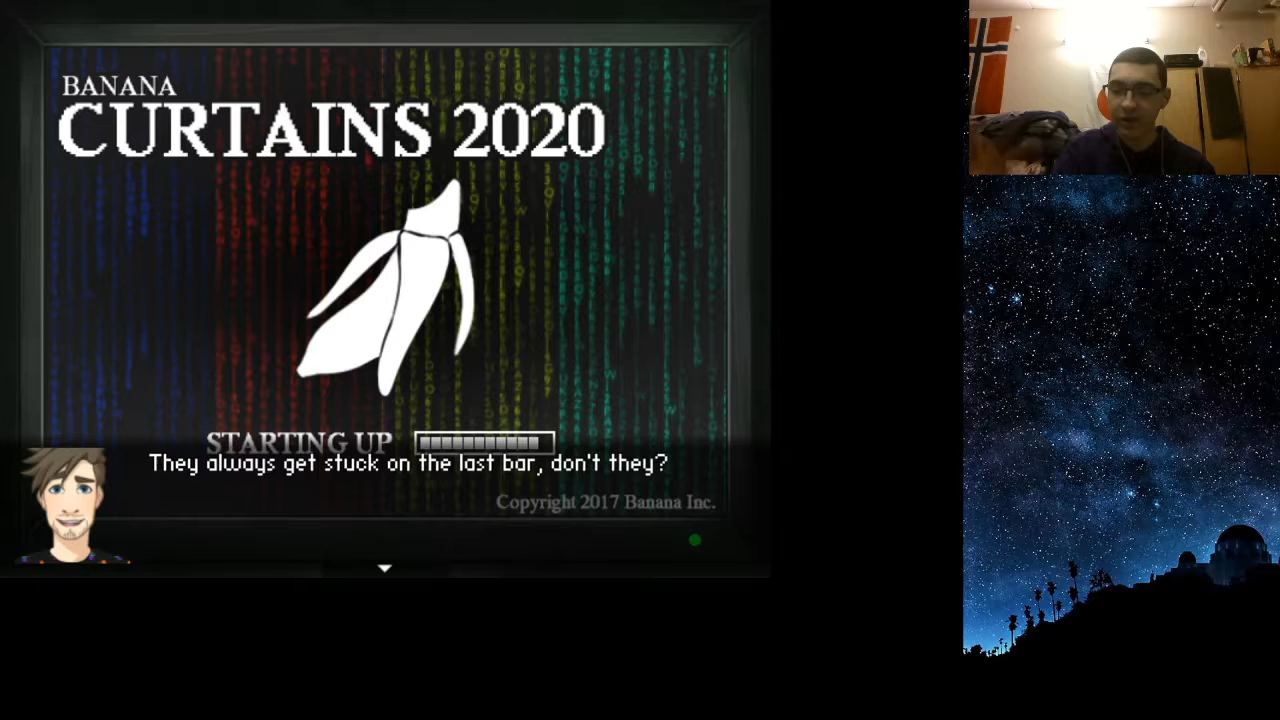 BANANA
CURTAINS 2020
STARTING UP
They always get stuck on the last bar, don't they?
Copyright 2017 Banana Inc.